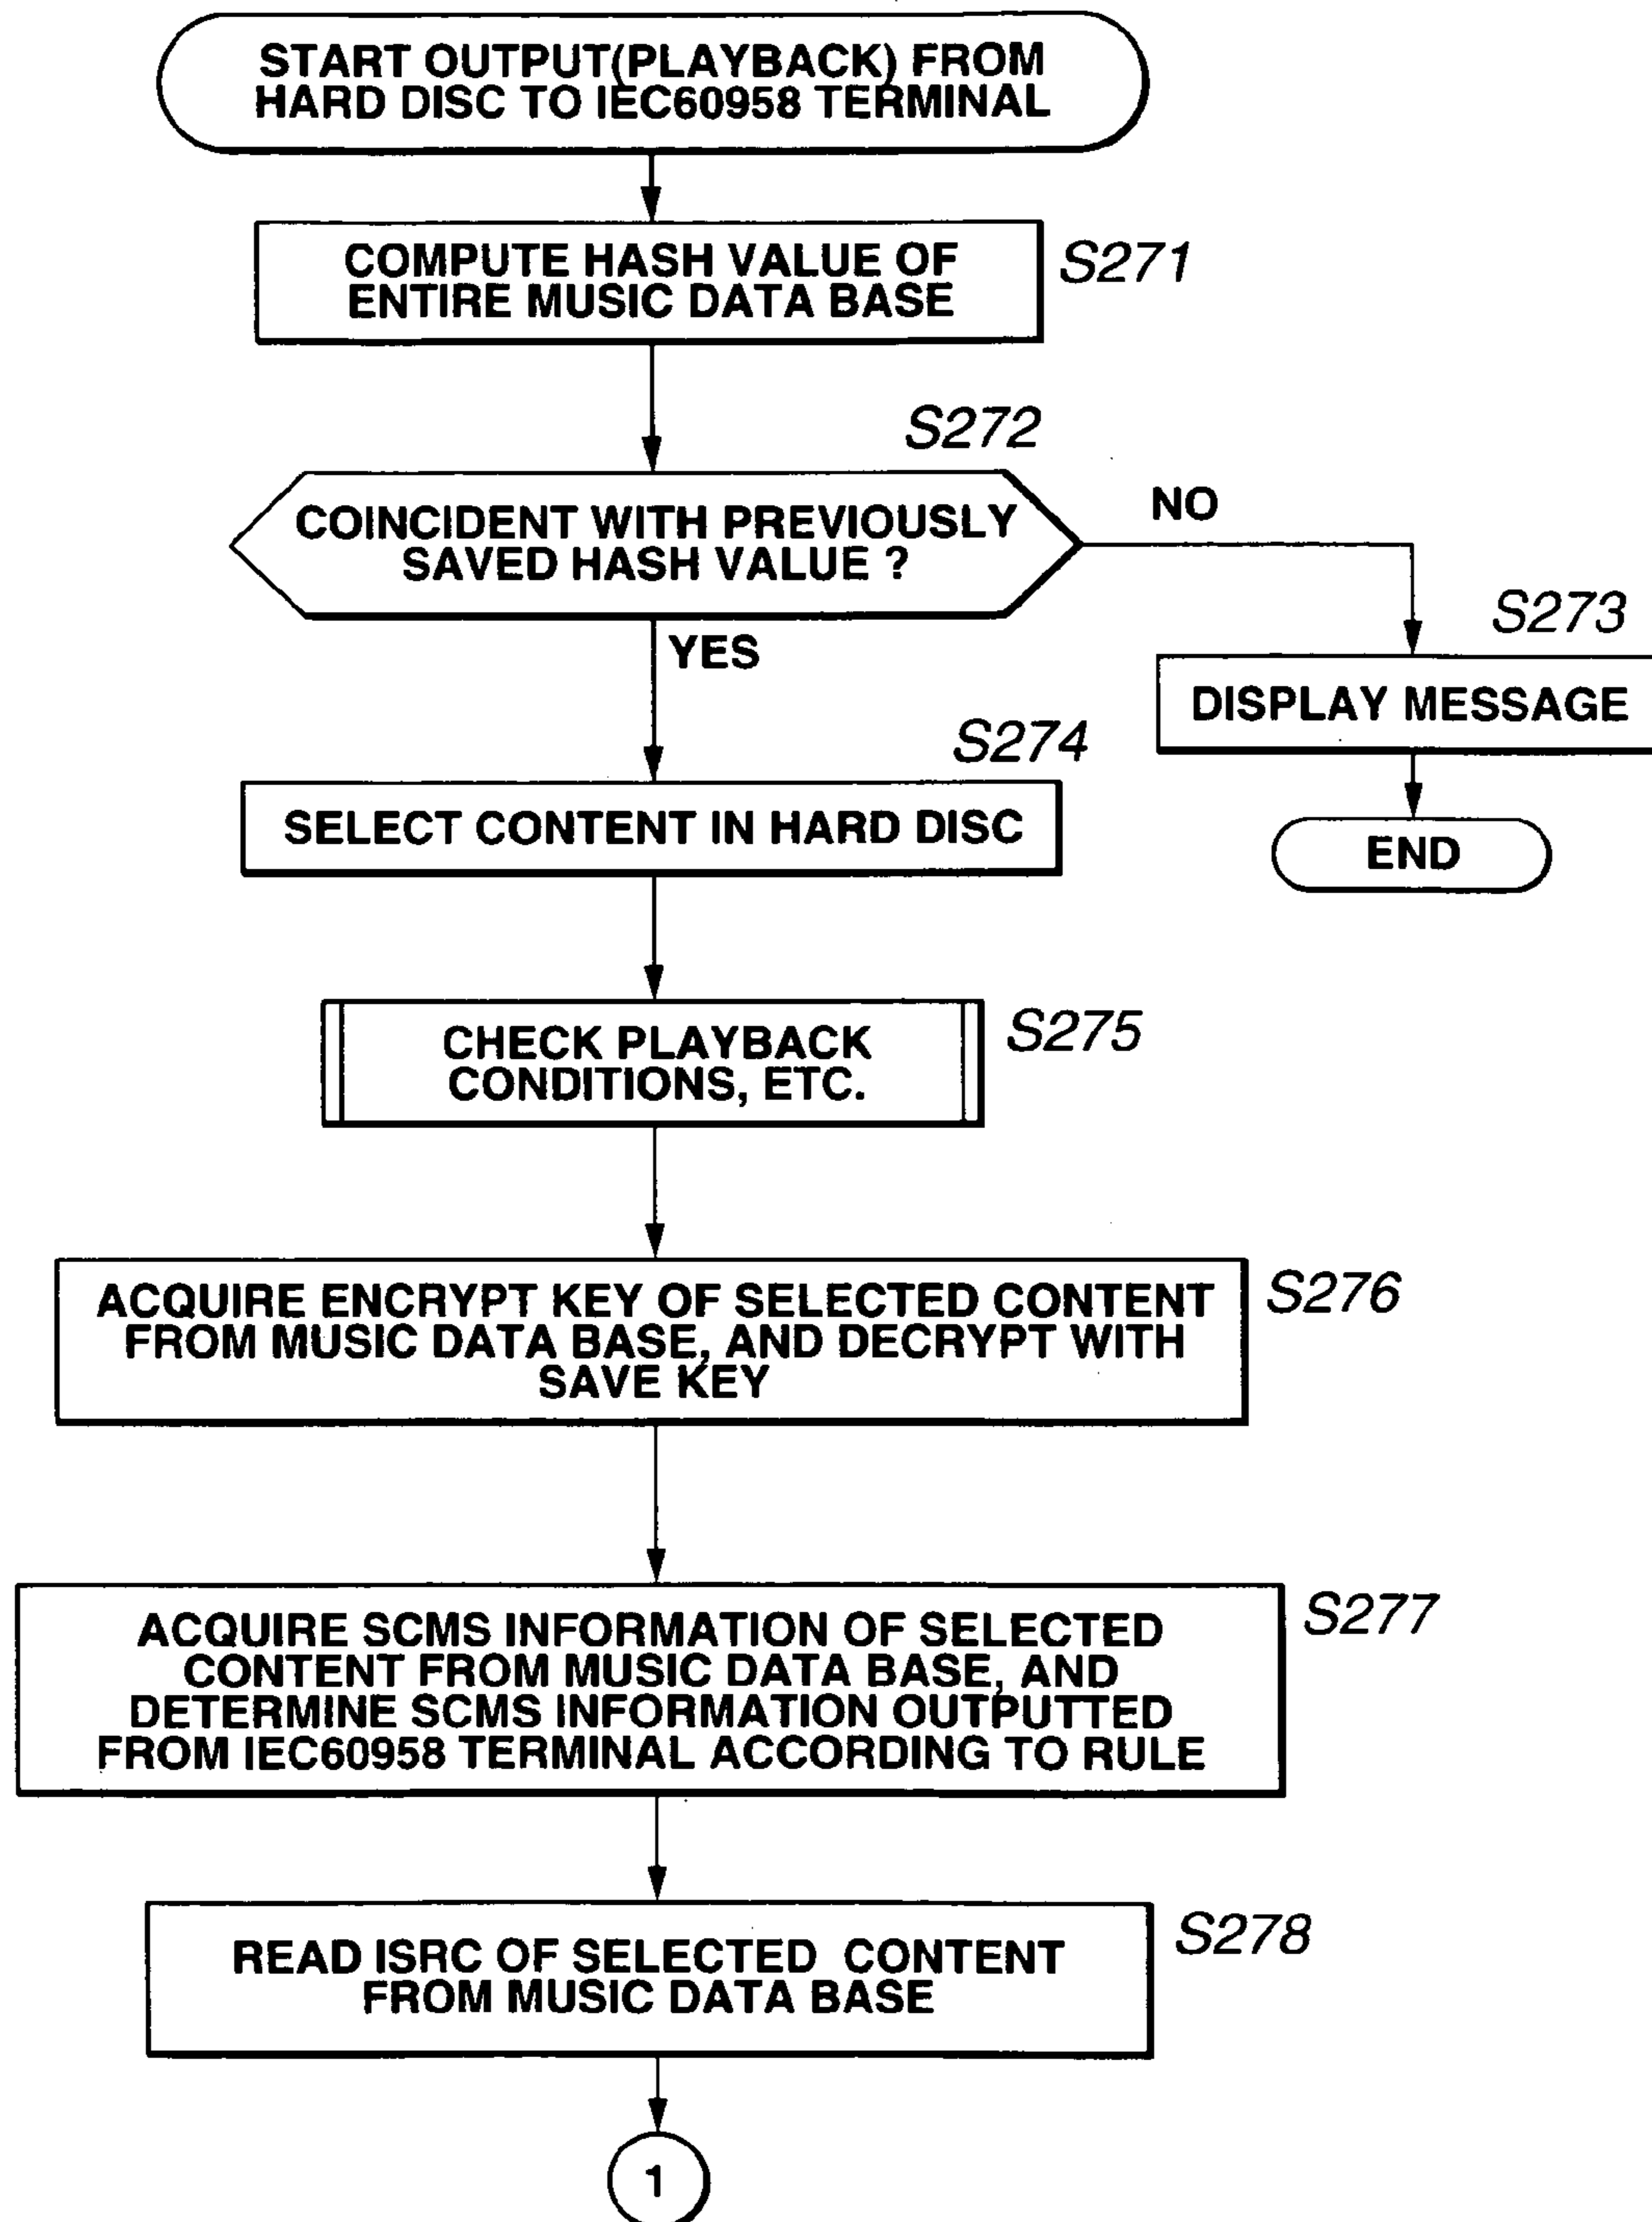 START OUTPUT(PLAYBACK) FROM
HARD DISC TO IEC60958 TERMINAL
COMPUTE HASH VALUE OF
ENTIRE MUSIC DATA BASE
S271
S272
COINCIDENT WITH PREVIOUSLY
SAVED HASH VALUE ?
NO
YES
S273
DISPLAY MESSAGE
END
S274
SELECT CONTENT IN HARD DISC
CHECK PLAYBACK
CONDITIONS, ETC.
S275
ACQUIRE ENCRYPT KEY OF SELECTED CONTENT
FROM MUSIC DATA BASE, AND DECRYPT WITH
SAVE KEY
S276
ACQUIRE SCMS INFORMATION OF SELECTED
CONTENT FROM MUSIC DATA BASE, AND
DETERMINE SCMS INFORMATION OUTPUTTED
FROM IEC60958 TERMINAL ACCORDING TO RULE
S277
READ ISRC OF SELECTED CONTENT
FROM MUSIC DATA BASE
S278
1